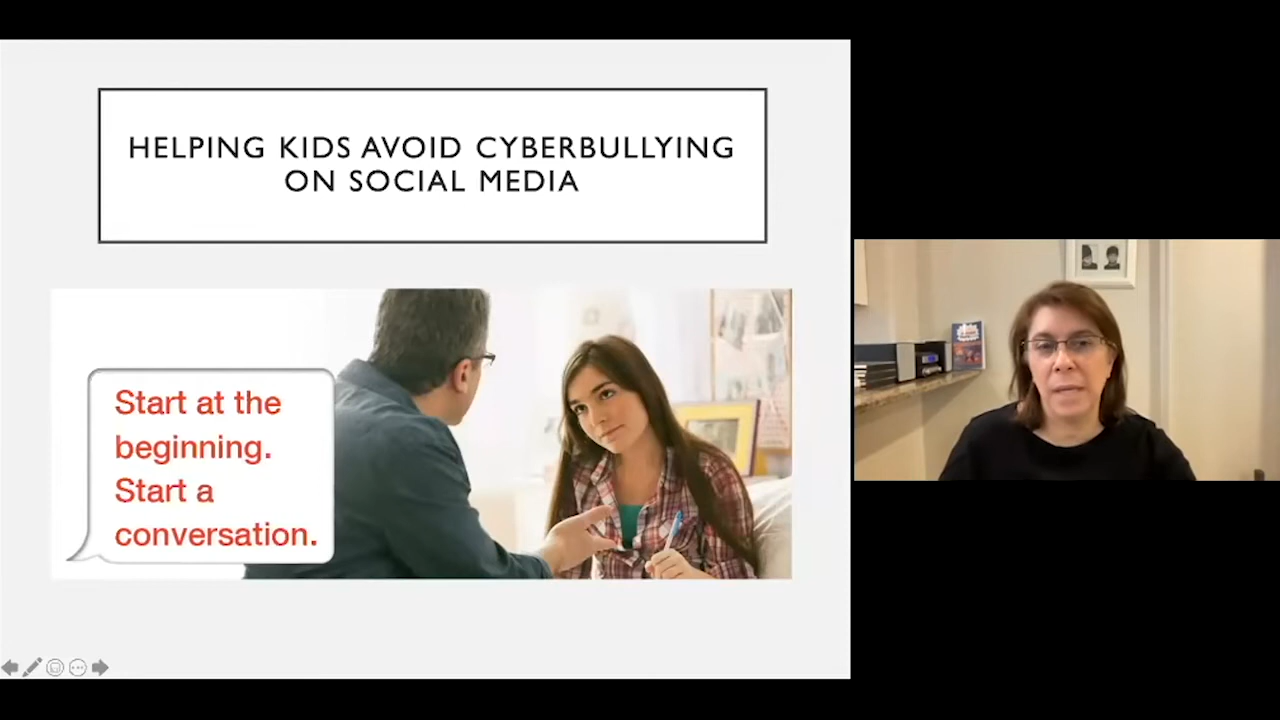 HELPING KIDS AVOID CYBERBULLYING
ON SOCIAL MEDIA
Start at the
beginning.
Start a
conversation.